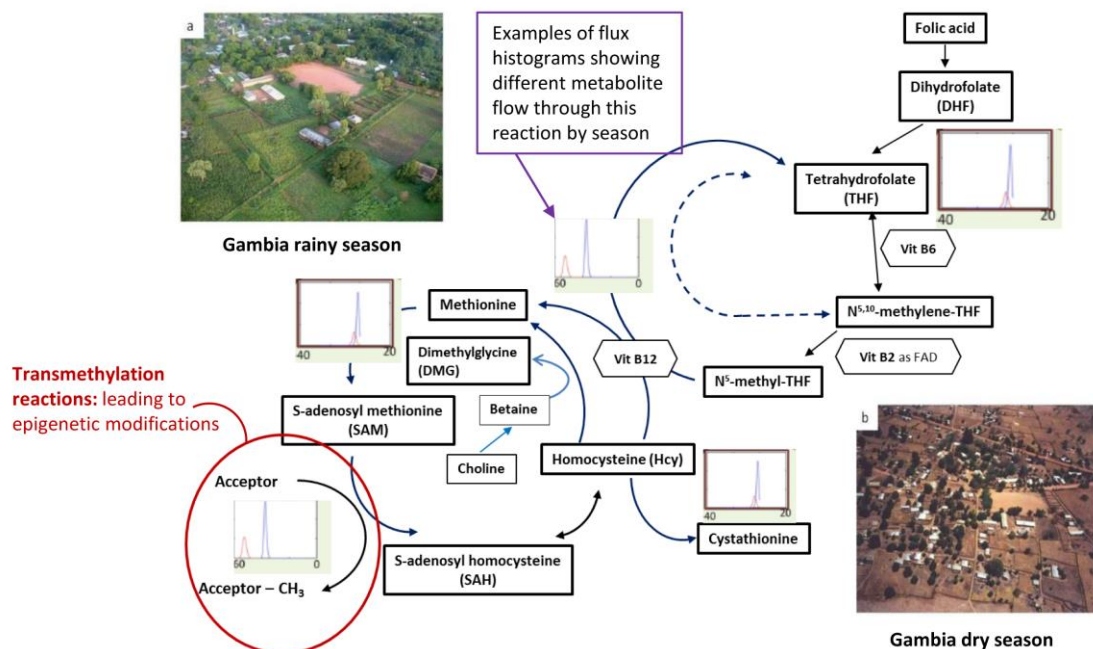 a
Gambia rainy season
Examples of flux
histograms showing
different metabolite
flow through this
reaction by season
Folic acid
Dihydrofolate
(DHF)
Tetrahydrofolate
(THF)
40
20
Vit B6
N5,10-methylene-THF
Vit B2 as FAD
N5-methyl-THF
60
0
Vit B12
40
20
Methionine
Dimethylglycine
(DMG)
Betaine
Choline
S-adenosyl methionine
(SAM)
Homocysteine (Hcy)
40
20
Cystathionine
S-adenosyl homocysteine
(SAH)
Transmethylation
reactions: leading to
epigenetic modifications
Acceptor
60
0
Acceptor – CH3
b
Gambia dry season